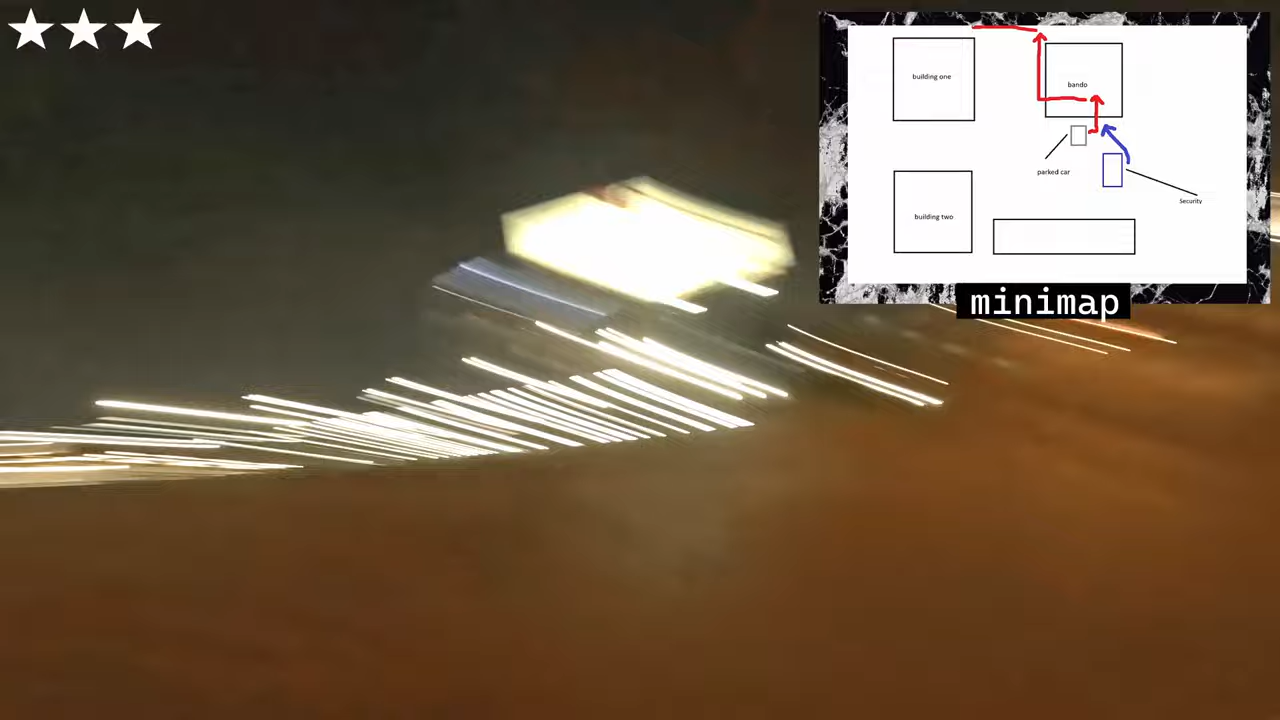 building one
bando
parked car
Security
building two
minimap